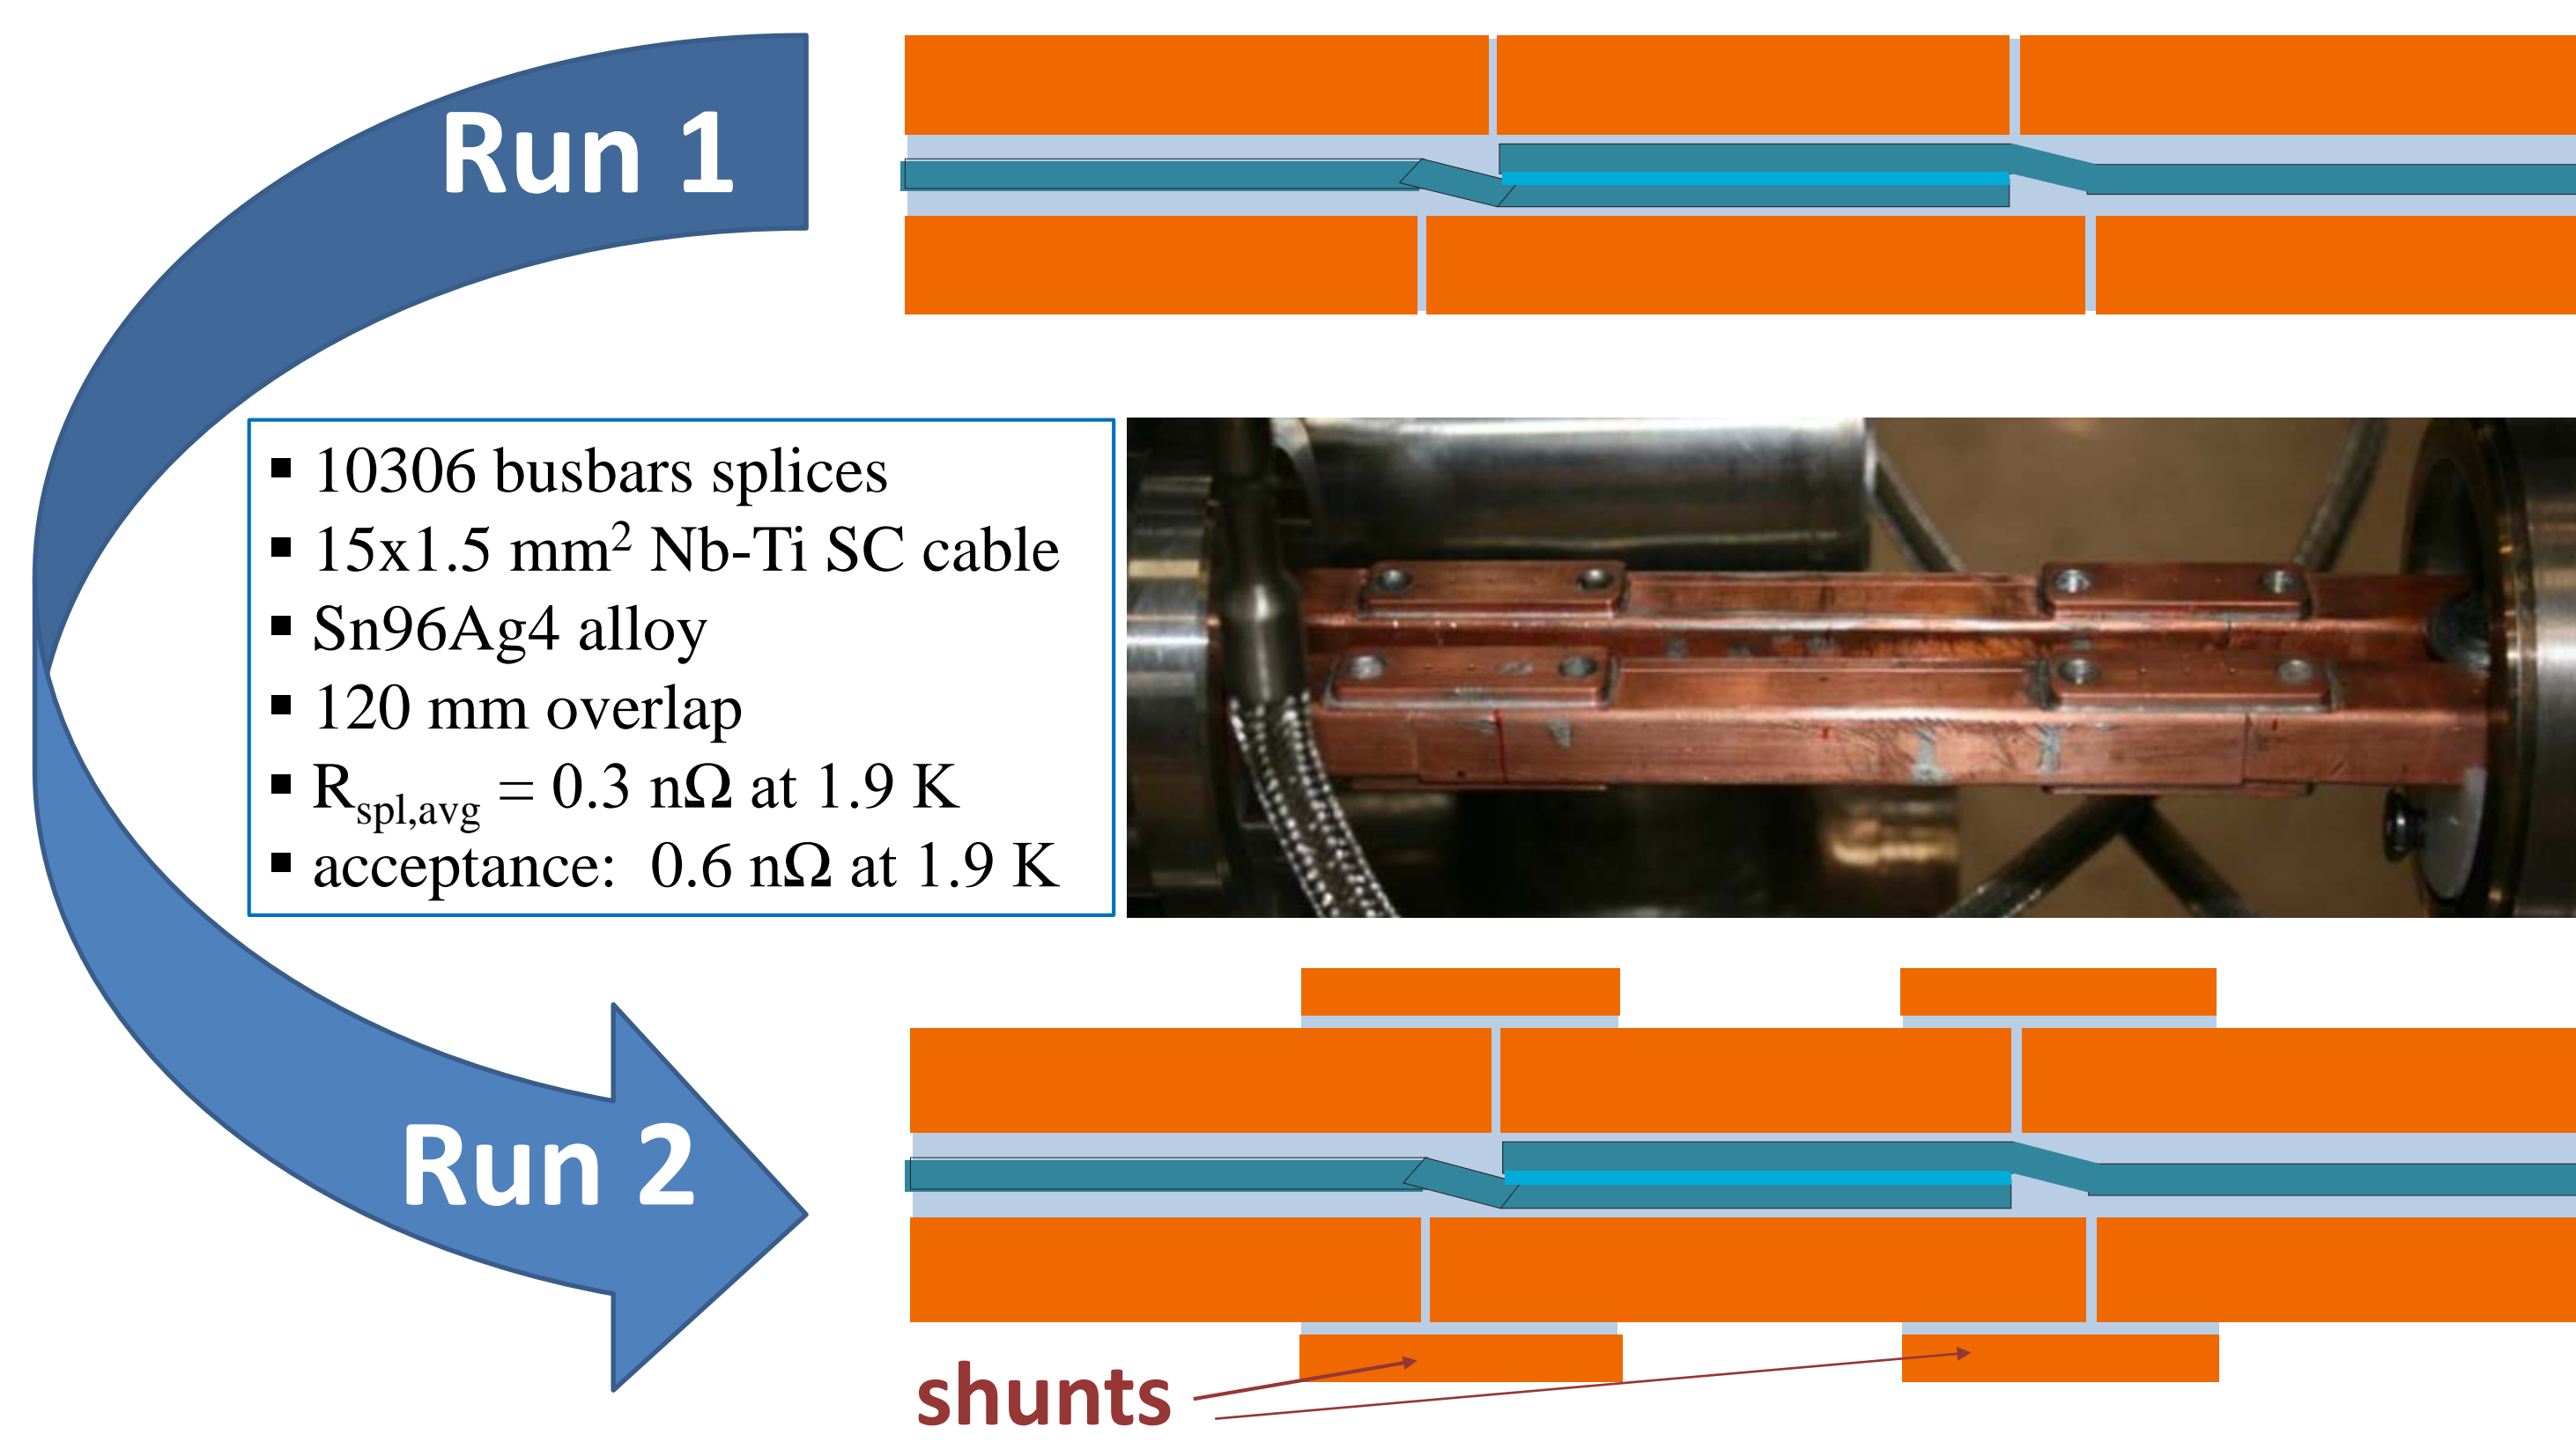 Run 1
▪ 10306 busbars splices
▪ 15x1.5 mm² Nb-Ti SC cable
▪ Sn96Ag4 alloy
▪ 120 mm overlap
▪ Rspl,avg = 0.3 nΩ at 1.9 K
▪ acceptance: 0.6 nΩ at 1.9 K
Run 2
shunts